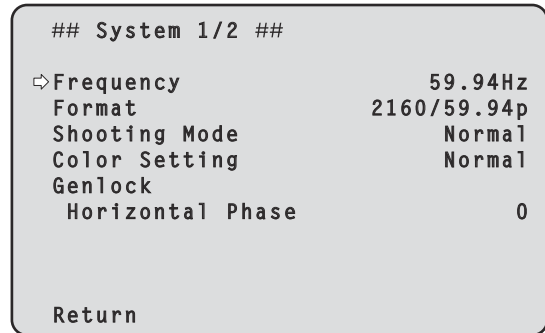 ## System 1/2 ##
⇨Frequency 59.94Hz
Format 2160/59.94p
Shooting Mode Normal
Color Setting Normal
Genlock
Horizontal Phase 0
Return